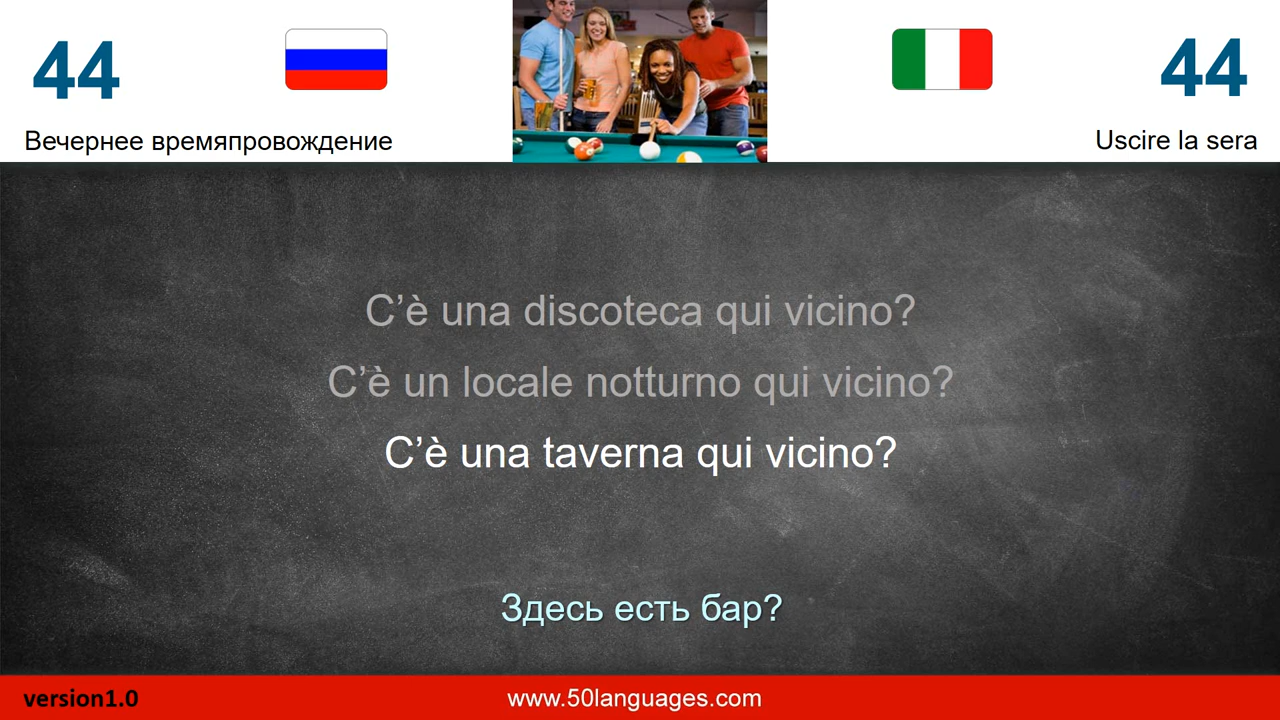 44
44
Вечернее времяпровождение
Uscire la sera
C’è una discoteca qui vicino?
C’è un locale notturno qui vicino?
C’è una taverna qui vicino?
Здесь есть бар?
version1.0
www.50languages.com